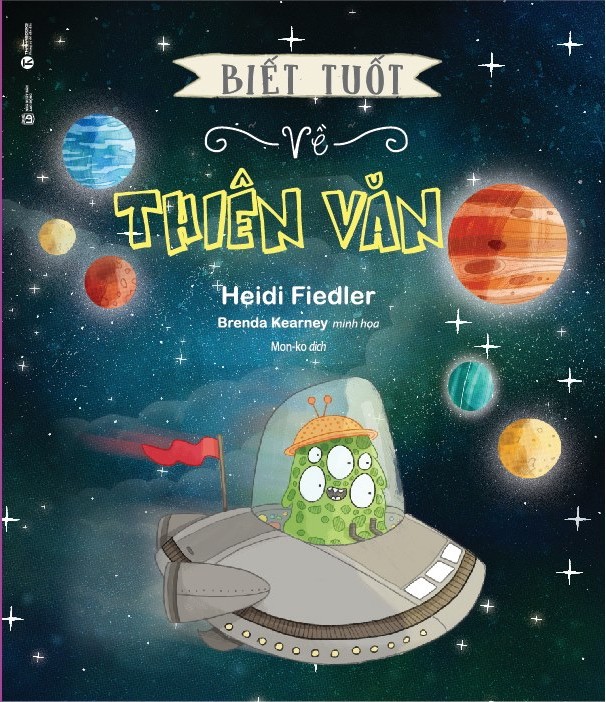 BIẾT TUỐT
Về
THIÊN VĂN
Heidi Fiedler
Brenda Kearney minh họa
Mon-ko dịch